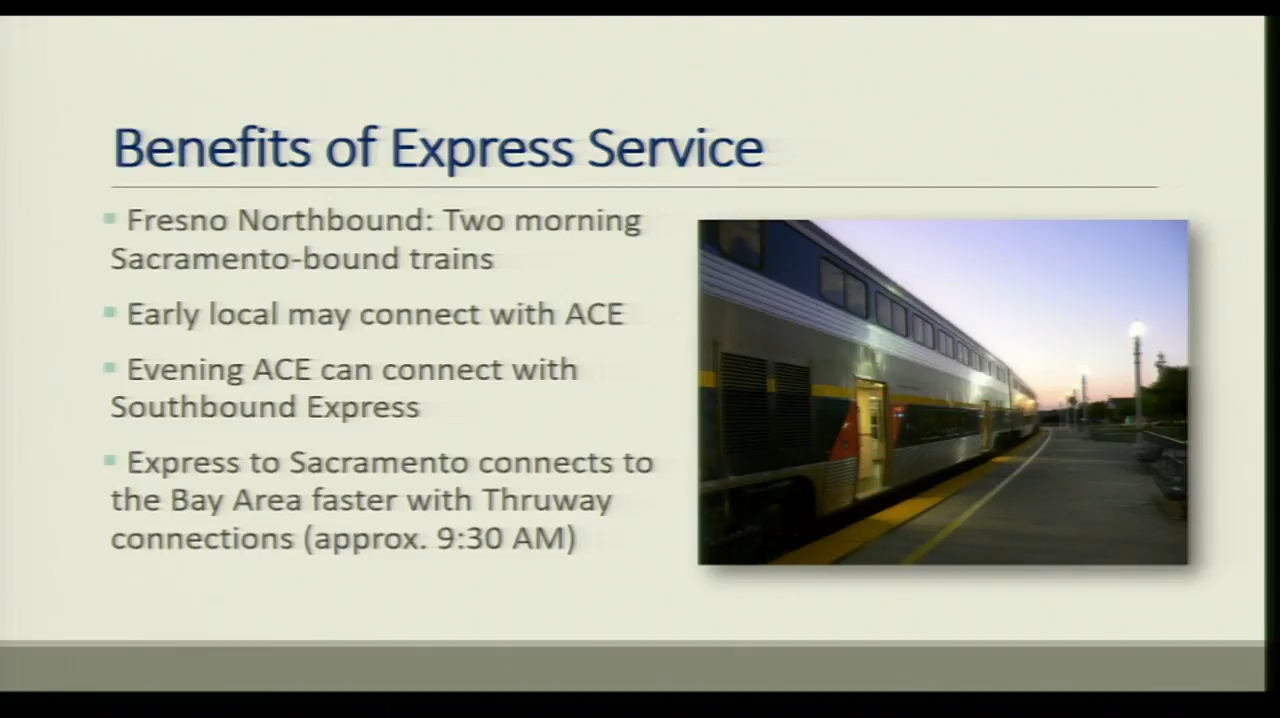 Benefits of Express Service
▪ Fresno Northbound: Two morning
Sacramento-bound trains
▪ Early local may connect with ACE
▪ Evening ACE can connect with
Southbound Express
▪ Express to Sacramento connects to
the Bay Area faster with Thruway
connections (approx. 9:30 AM)